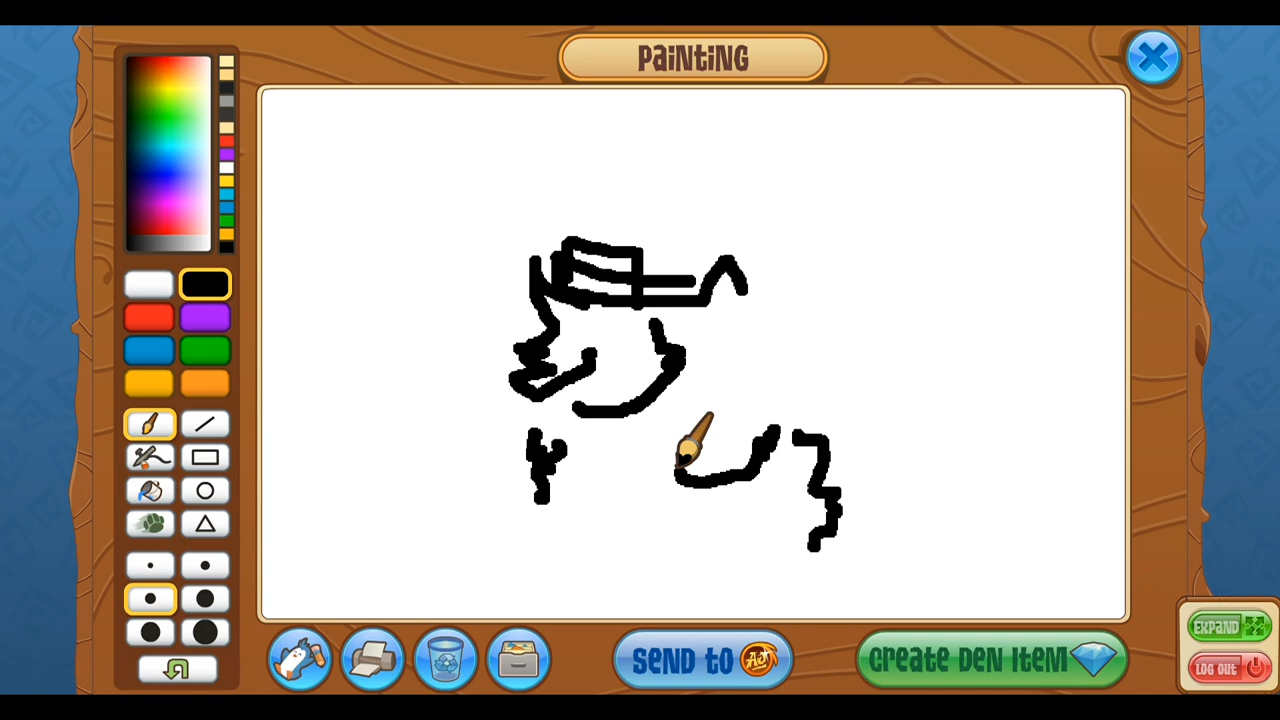 PAINTING
SEND TO AJ
CREATE DEN ITEM
EXPAND
LOG OUT